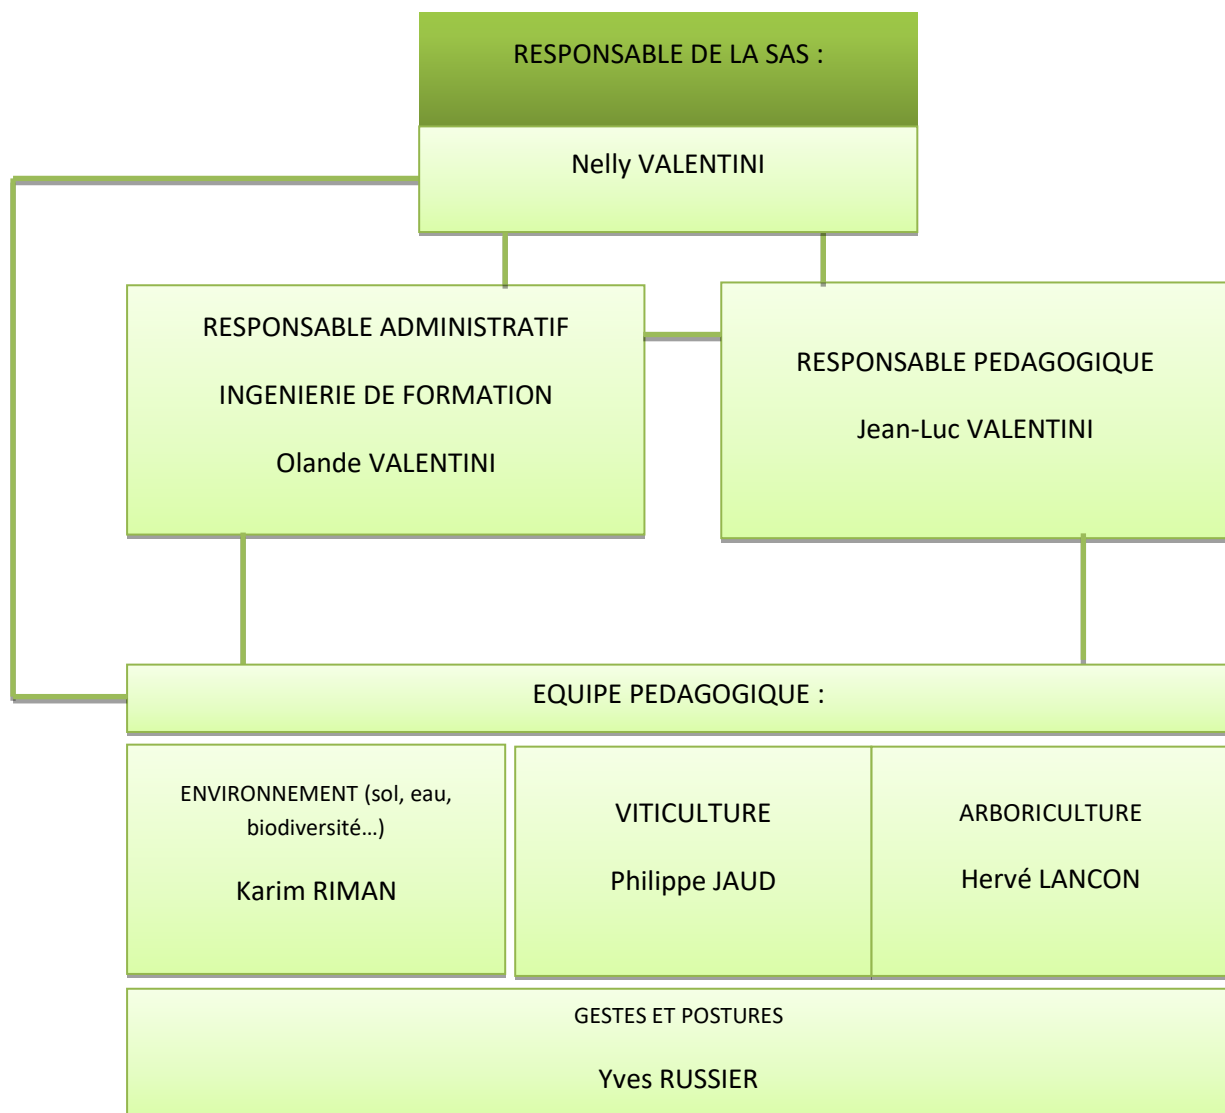 RESPONSABLE DE LA SAS :
Nelly VALENTINI
RESPONSABLE ADMINISTRATIF
INGENIERIE DE FORMATION
Olande VALENTINI
RESPONSABLE PEDAGOGIQUE
Jean-Luc VALENTINI
EQUIPE PEDAGOGIQUE :
ENVIRONNEMENT (sol, eau,
biodiversité…)
Karim RIMAN
VITICULTURE
Philippe JAUD
ARBORICULTURE
Hervé LANCON
GESTES ET POSTURES
Yves RUSSIER